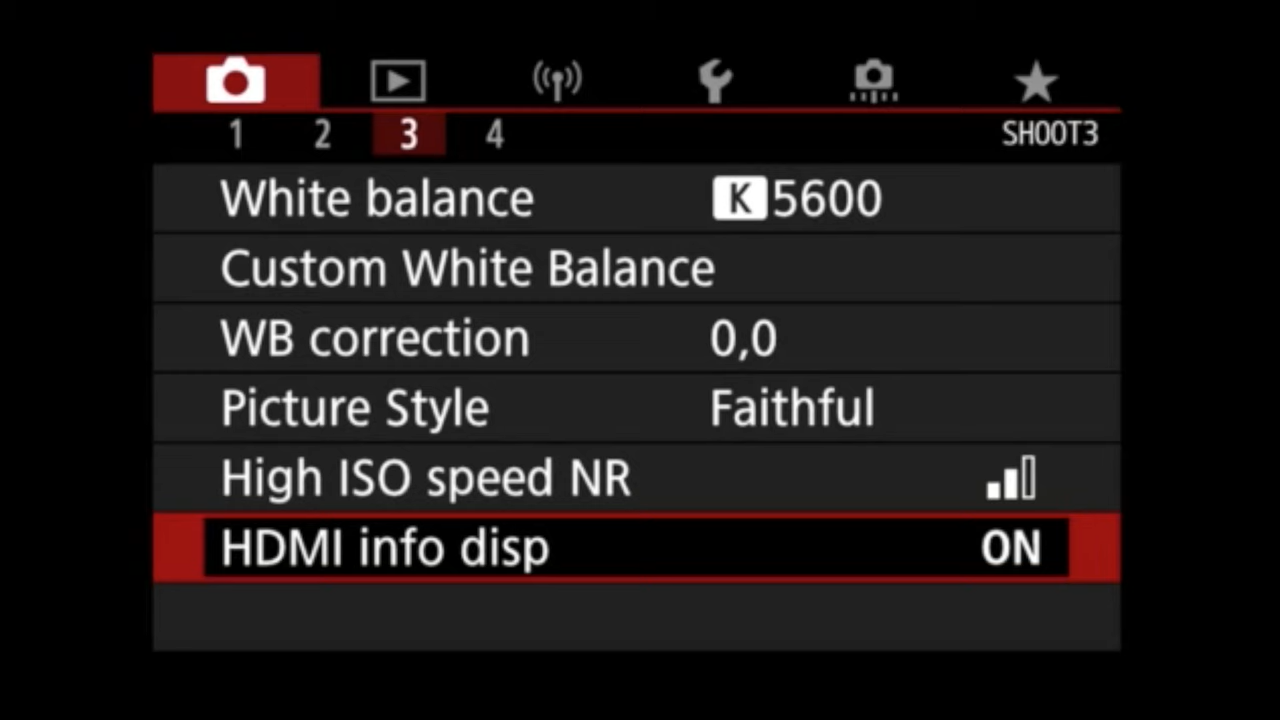 1 2 3 4 SHOOT3
White balance K 5600
Custom White Balance
WB correction 0,0
Picture Style Faithful
High ISO speed NR
HDMI info disp ON